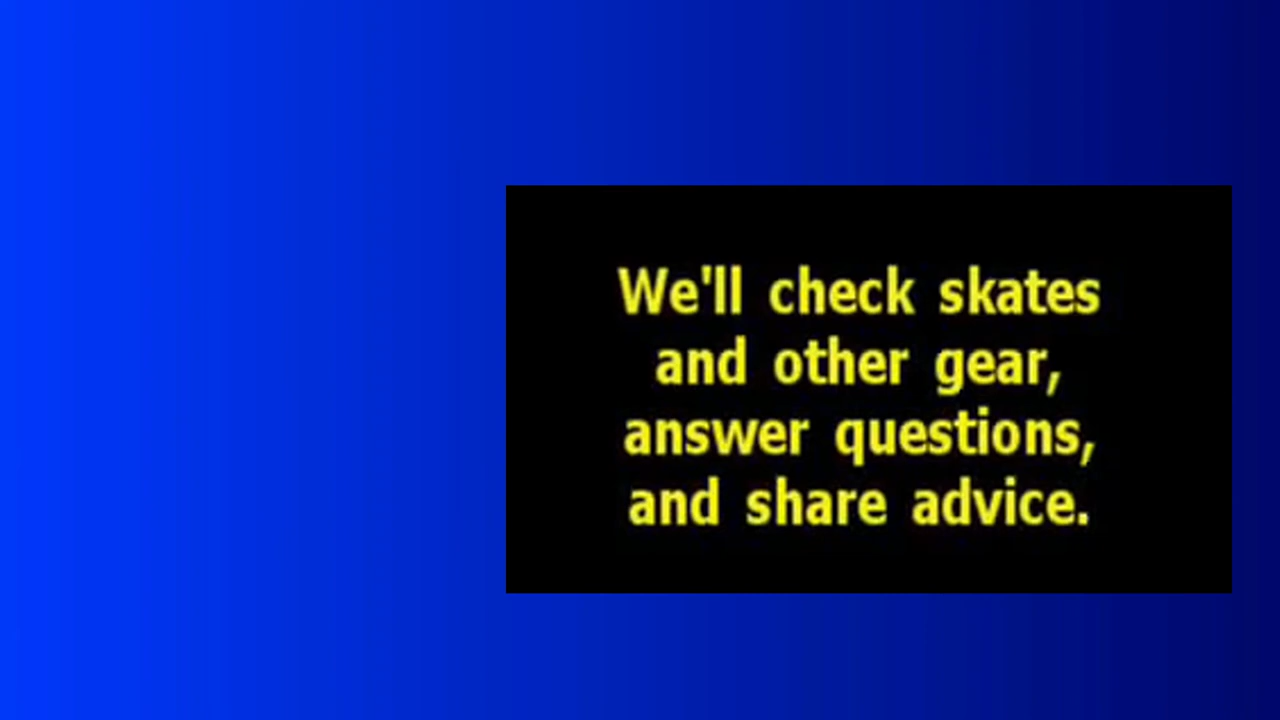 We'll check skates
and other gear,
answer questions,
and share advice.